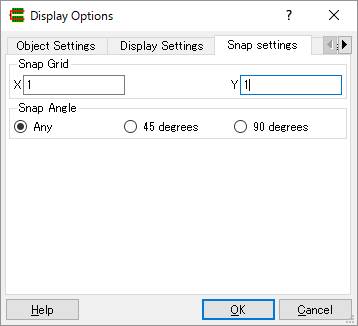 Display Options
?
Object Settings Display Settings Snap settings
Snap Grid
X 1 Y 1
Snap Angle
Any 45 degrees 90 degrees
Help OK Cancel